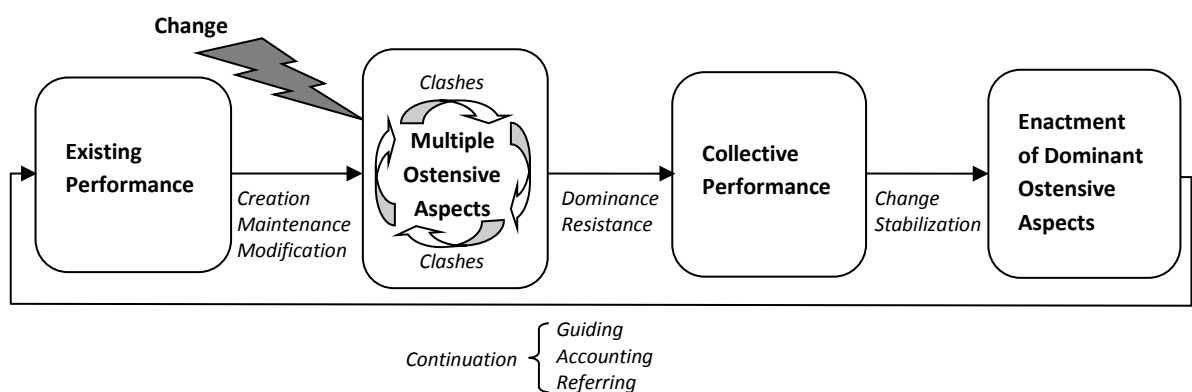 Change
Existing
Performance
Creation
Maintenance
Modification
Clashes
Multiple
Ostensive
Aspects
Clashes
Dominance
Resistance
Collective
Performance
Change
Stabilization
Enactment
of Dominant
Ostensive
Aspects
Continuation
Guiding
Accounting
Referring